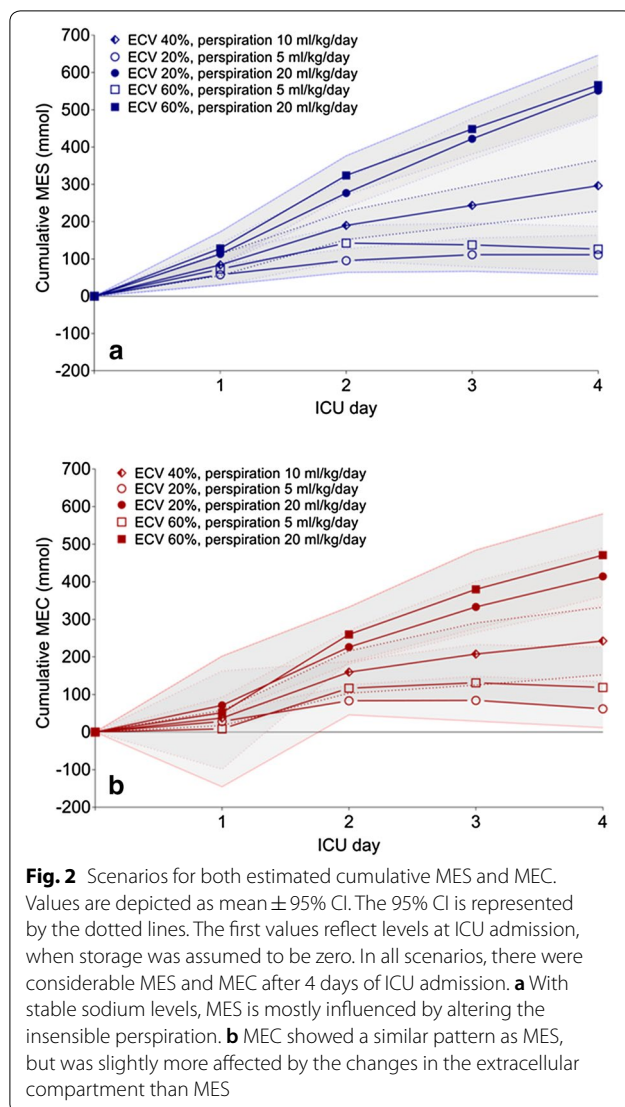 700
600
500
400
300
200
100
0
-100
-200
Cumulative MES (mmol)
ECV 40%, perspiration 10 ml/kg/day
ECV 20%, perspiration 5 ml/kg/day
ECV 20%, perspiration 20 ml/kg/day
ECV 60%, perspiration 5 ml/kg/day
ECV 60%, perspiration 20 ml/kg/day
a
1 2 3 4
ICU day
700
600
500
400
300
200
100
0
-100
-200
Cumulative MEC (mmol)
ECV 40%, perspiration 10 ml/kg/day
ECV 20%, perspiration 5 ml/kg/day
ECV 20%, perspiration 20 ml/kg/day
ECV 60%, perspiration 5 ml/kg/day
ECV 60%, perspiration 20 ml/kg/day
b
1 2 3 4
ICU day
Fig. 2 Scenarios for both estimated cumulative MES and MEC.
Values are depicted as mean ± 95% CI. The 95% CI is represented
by the dotted lines. The first values reflect levels at ICU admission,
when storage was assumed to be zero. In all scenarios, there were
considerable MES and MEC after 4 days of ICU admission. a With
stable sodium levels, MES is mostly influenced by altering the
insensible perspiration. b MEC showed a similar pattern as MES,
but was slightly more affected by the changes in the extracellular
compartment than MES